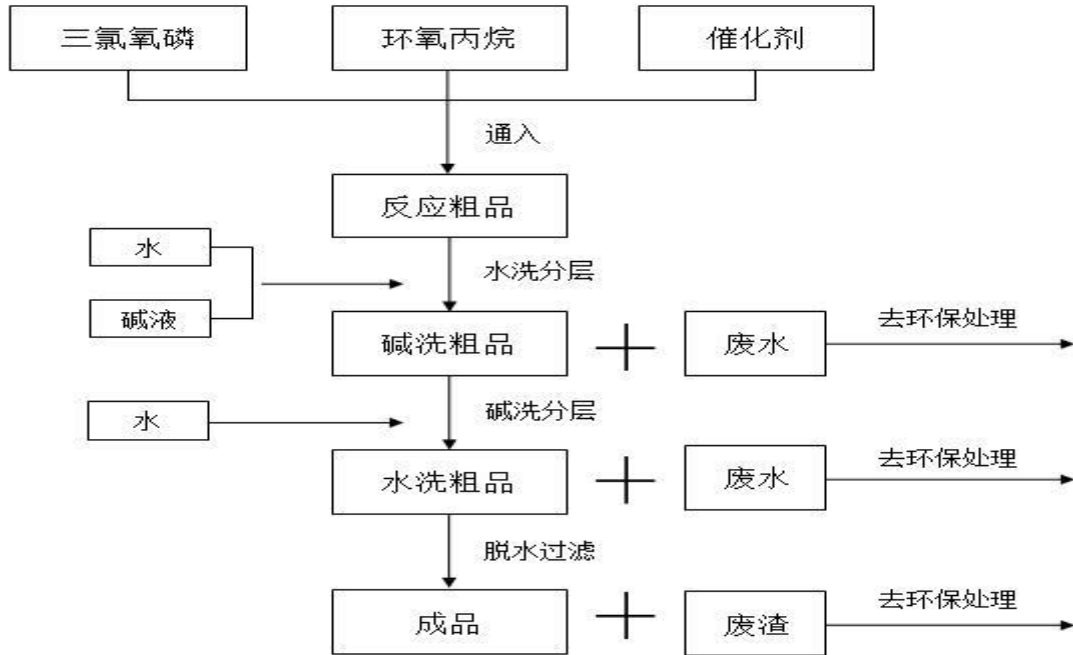 三氯氧磷
环氧丙烷
催化剂
通入
反应粗品
水
水洗分层
碱液
碱洗粗品
废水
去环保处理
水
碱洗分层
水洗粗品
废水
去环保处理
脱水过滤
成品
废渣
去环保处理